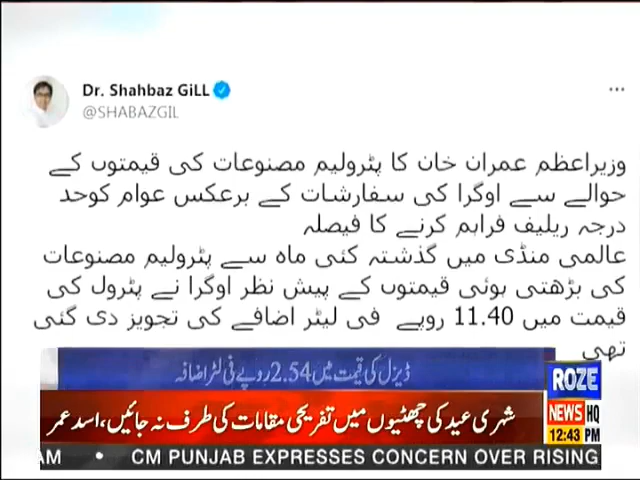 Dr. Shahbaz GiLL
@SHABAZGIL
وزیراعظم عمران خان کا پٹرولیم مصنوعات کی قیمتوں کے
حوالے سے اوگرا کی سفارشات کے برعکس عوام کوحد
درجہ ریلیف فراہم کرنے کا فیصلہ
عالمی منڈی میں گذشتہ کئی ماہ سے پٹرولیم مصنوعات
کی بڑھتی ہوئی قیمتوں کے پیش نظر اوگرا نے پٹرول کی
قیمت میں 11.40 روپے فی لیٹر اضافے کی تجویز دی گئی
تھی
ڈیزل کی قیمت میں 2.54 روپے فی لٹر اضافہ
ROZE
NEWS HQ
12:43 PM
شہری عید کی چھٹیوں میں تفریحی مقامات کی طرف نہ جائیں، اسد عمر
AM • CM PUNJAB EXPRESSES CONCERN OVER RISING